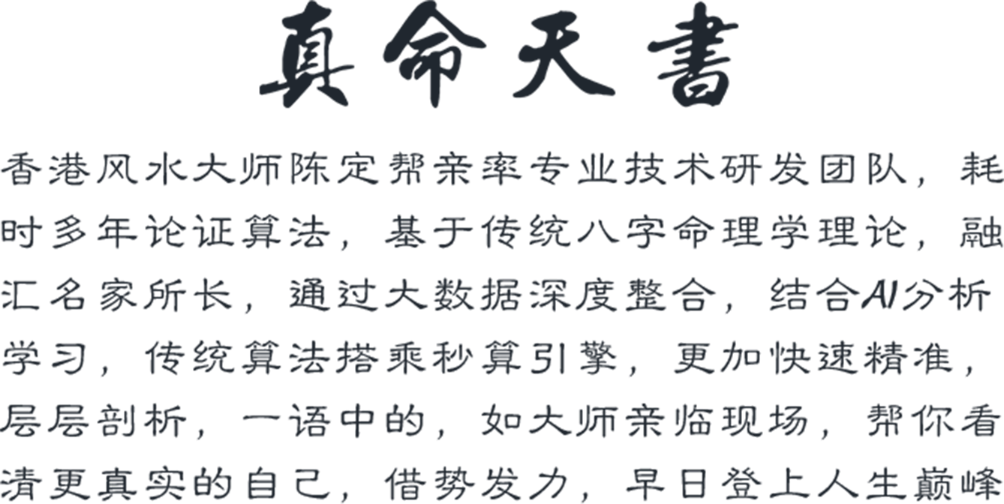 真命天書
香港风水大师陈定帮亲率专业技术研发团队，耗
时多年论证算法，基于传统八字命理学理论，融
汇名家所长，通过大数据深度整合，结合AI分析
学习，传统算法搭乘秒算引擎，更加快速精准，
层层剖析，一语中的，如大师亲临现场，帮你看
清更真实的自己，借势发力，早日登上人生巅峰